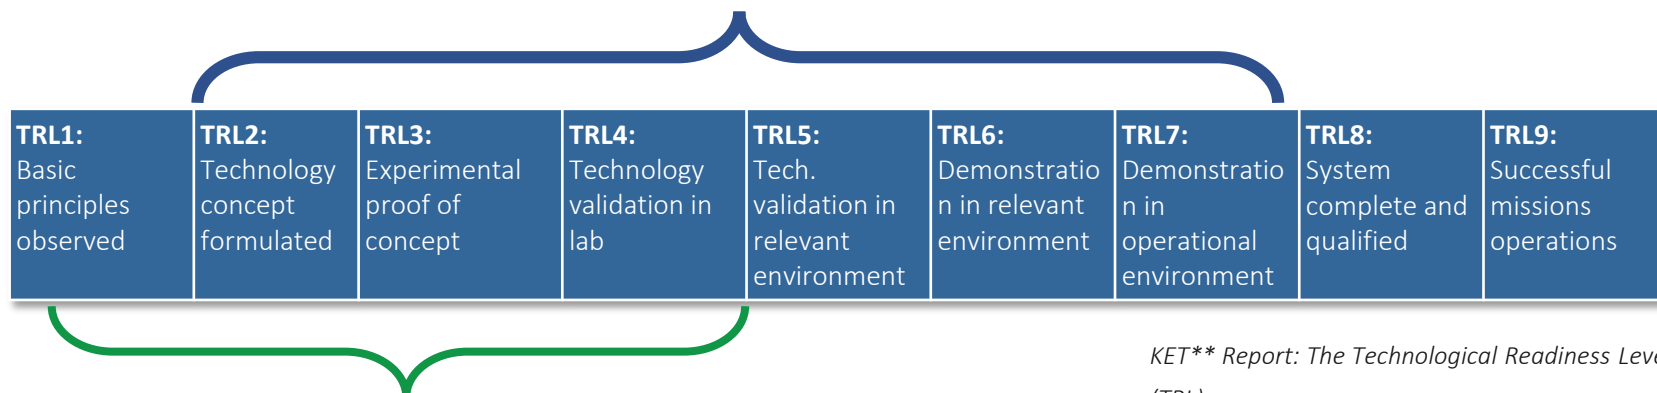 TRL1:
Basic
principles
observed
TRL2:
Technology
concept
formulated
TRL3:
Experimental
proof of
concept
TRL4:
Technology
validation in
lab
TRL5:
Tech.
validation in
relevant
environment
TRL6:
Demonstratio
n in relevant
environment
TRL7:
Demonstratio
n in
operational
environment
TRL8:
System
complete and
qualified
TRL9:
Successful
missions
operations
KET** Report: The Technological Readiness Leve
(TRL)